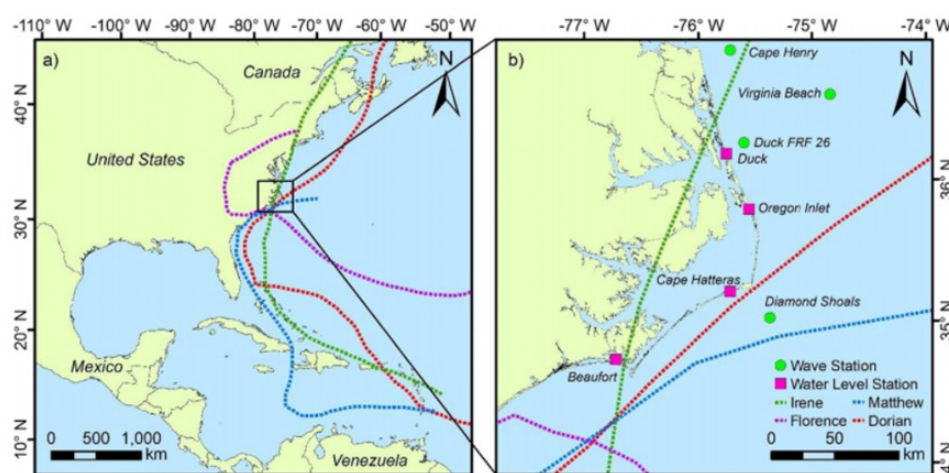 -110° W -100° W -90° W -80° W -70° W -60° W -50° W
-77° W -76° W -75° W -74° W
a)
Canada
N
40° N
United States
30° N
20° N
Mexico
10° N
0 500 1,000
km
Venezuela
b)
Cape Henry
N
Virginia Beach
Duck FRF 26
Duck
36° N
Oregon Inlet
Cape Hatteras
Diamond Shoals
35° N
Wave Station
Beaufort
Water Level Station
Irene Matthew
Florence Dorian
0 50 100
km